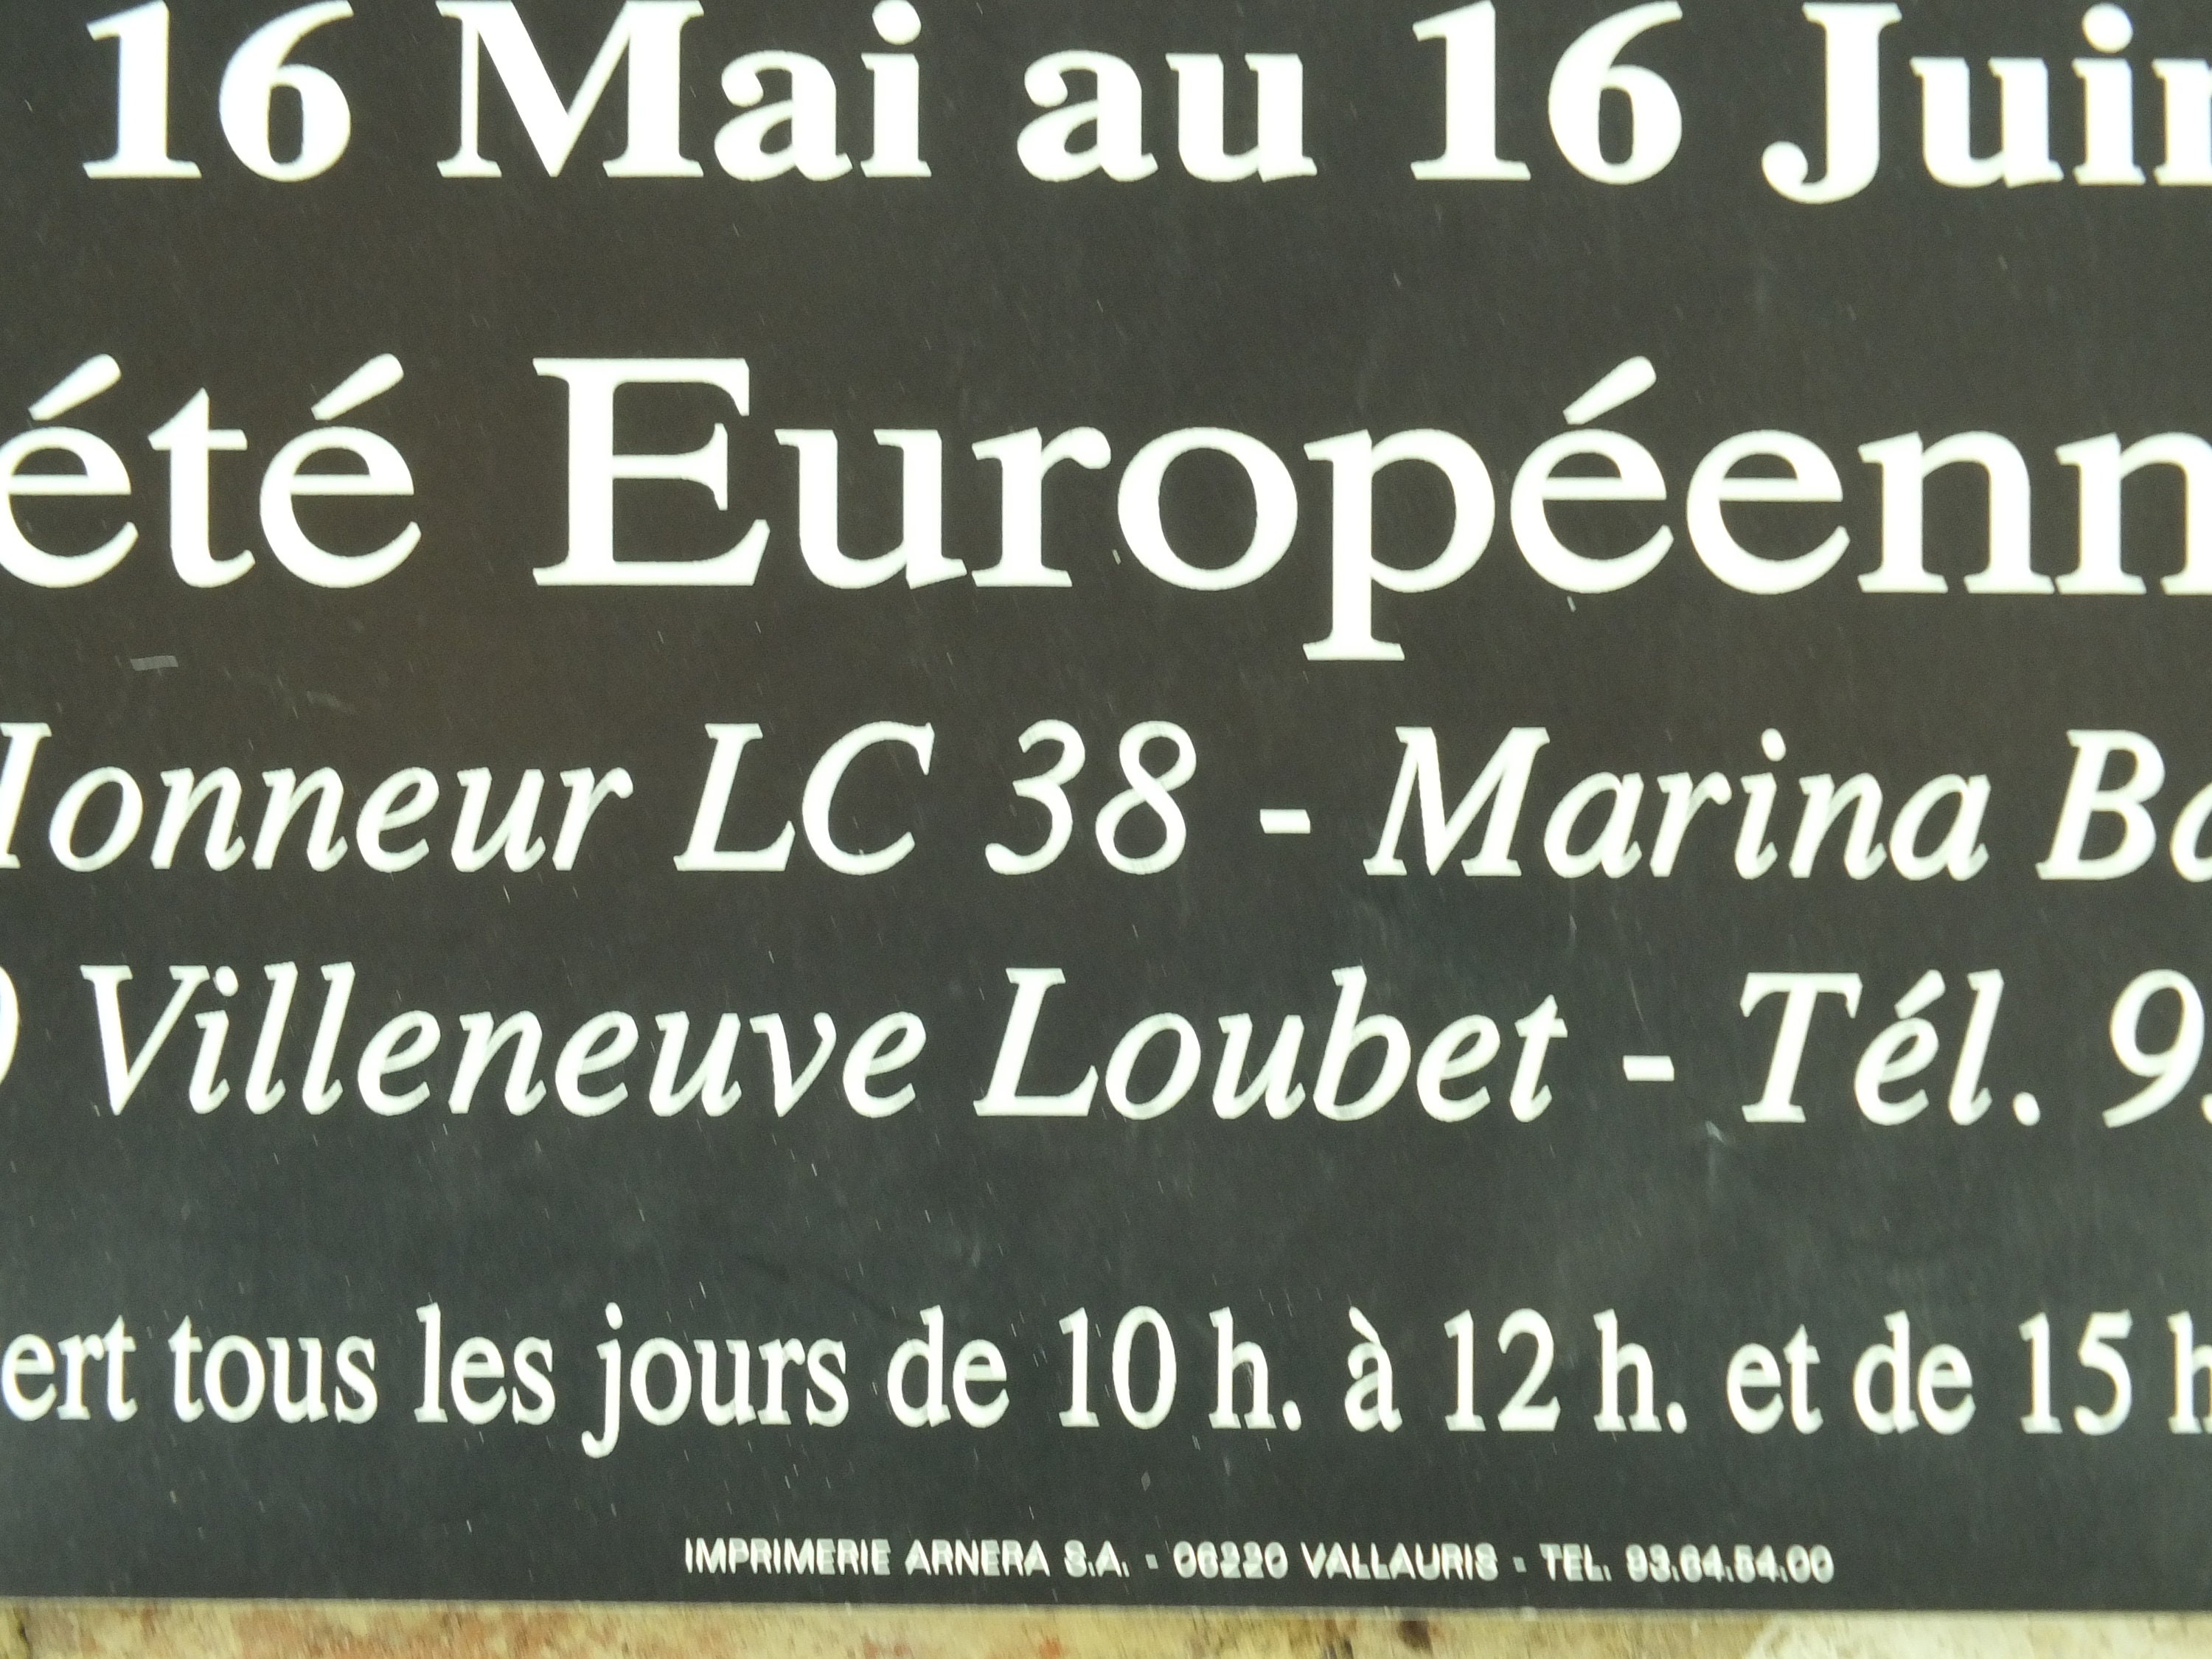 16 Mai au 16 Juin
été Européenn
Honneur LC 38 - Marina Ba
Villeneuve Loubet - Tél. 93
ert tous les jours de 10 h. à 12 h. et de 15 h
IMPRIMERIE ARNERA S.A. - 06220 VALLAURIS - TEL. 93.64.54.00